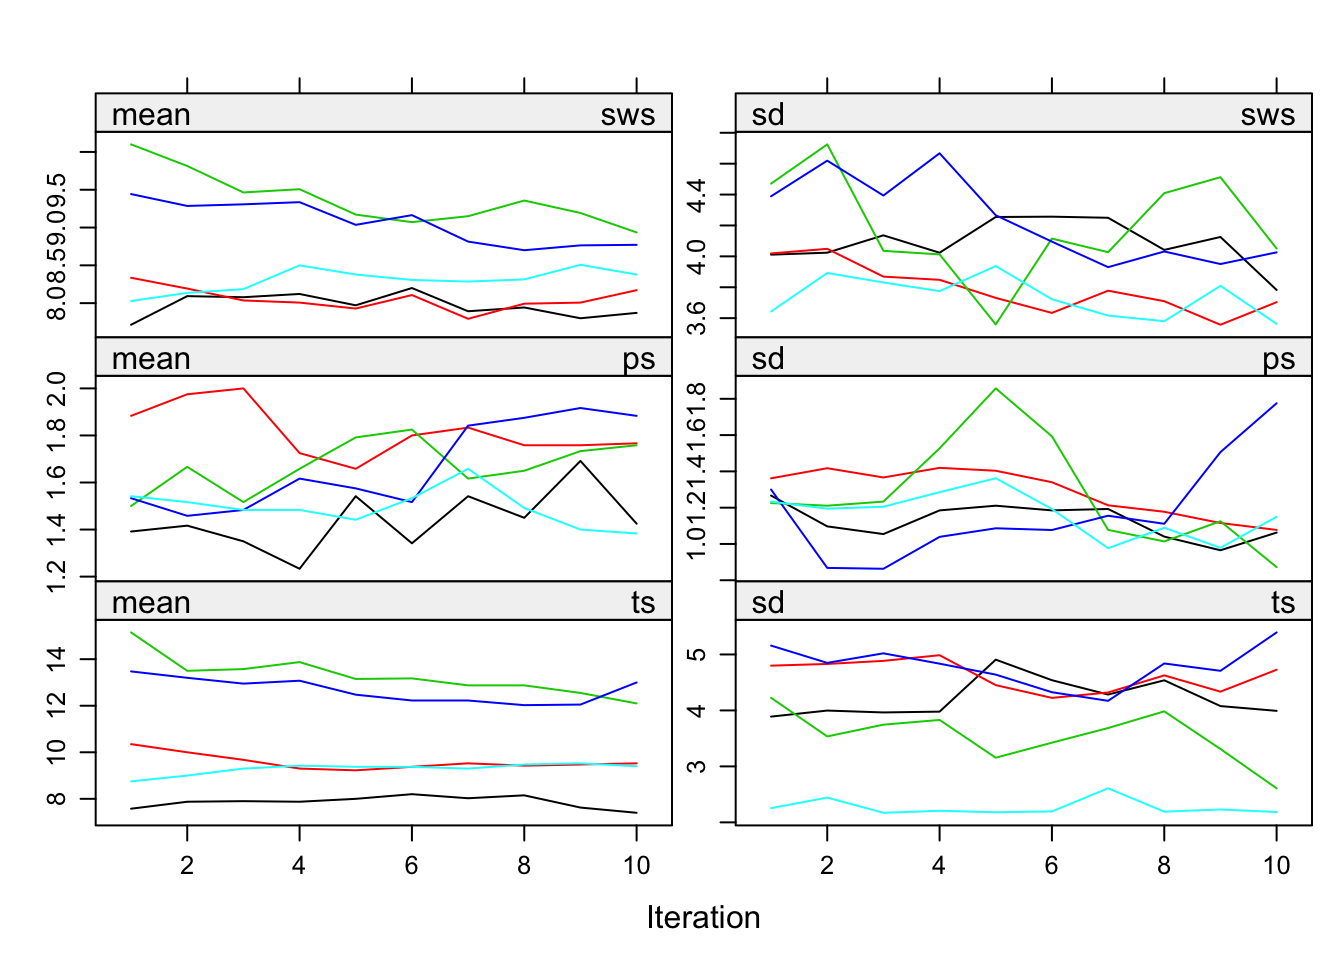 mean sws
sd sws
8.0 8.5 9.0 9.5
3.6 4.0 4.4
mean ps
sd ps
1.2 1.4 1.6 1.8 2.0
1.0 1.2 1.4 1.6 1.8
mean ts
sd ts
8 10 12 14
3 4 5
2 4 6 8 10
2 4 6 8 10
Iteration